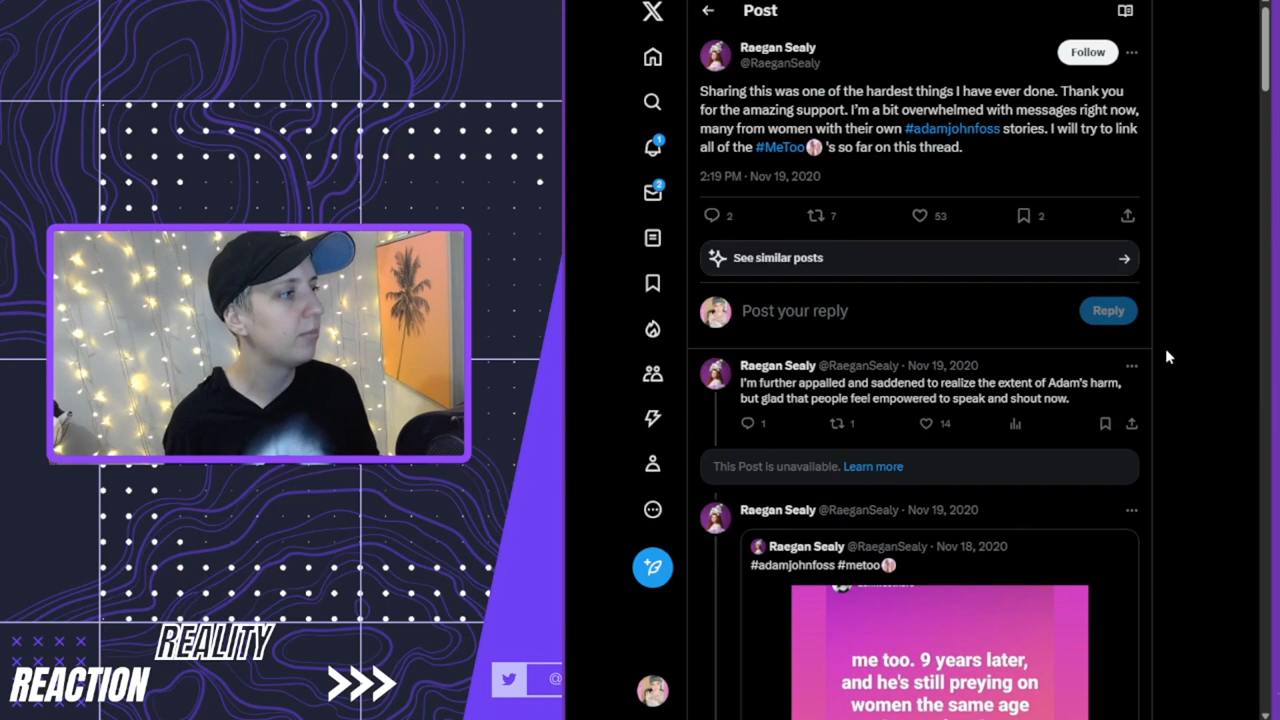 Post
Raegan Sealy
@RaeganSealy
Follow
Sharing this was one of the hardest things I have ever done. Thank you
for the amazing support. I'm a bit overwhelmed with messages right now,
many from women with their own #adamjohnfoss stories. I will try to link
all of the #MeToo 's so far on this thread.
2:19 PM · Nov 19, 2020
2 7 53 2
See similar posts
Post your reply
Reply
Raegan Sealy @RaeganSealy · Nov 19, 2020
I'm further appalled and saddened to realize the extent of Adam's harm,
but glad that people feel empowered to speak and shout now.
1 1 14
This Post is unavailable. Learn more
Raegan Sealy @RaeganSealy · Nov 19, 2020
Raegan Sealy @RaeganSealy · Nov 18, 2020
#adamjohnfoss #metoo
me too. 9 years later,
and he's still preying on
women the same age
1
2
REALITY
REACTION
@